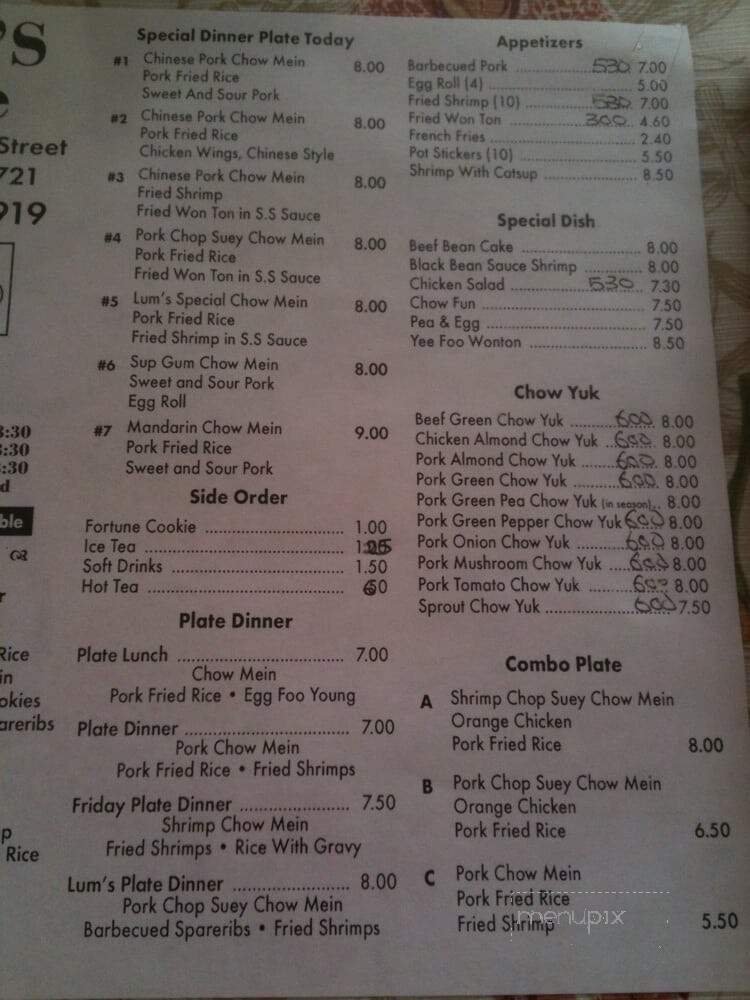 'S
e
Street
721
919
:30
:30
:30
d
ble
or
r
Rice
in
okies
areribs
p
Rice
Special Dinner Plate Today
#1 Chinese Pork Chow Mein 8.00
Pork Fried Rice
Sweet And Sour Pork
#2 Chinese Pork Chow Mein 8.00
Pork Fried Rice
Chicken Wings, Chinese Style
#3 Chinese Pork Chow Mein 8.00
Fried Shrimp
Fried Won Ton in S.S Sauce
#4 Pork Chop Suey Chow Mein 8.00
Pork Fried Rice
Fried Won Ton in S.S Sauce
#5 Lum's Special Chow Mein 8.00
Pork Fried Rice
Fried Shrimp in S.S Sauce
#6 Sup Gum Chow Mein 8.00
Sweet and Sour Pork
Egg Roll
#7 Mandarin Chow Mein 9.00
Pork Fried Rice
Sweet and Sour Pork
Side Order
Fortune Cookie 1.00
Ice Tea
Soft Drinks 1.50
Hot Tea 60
Plate Dinner
Plate Lunch 7.00
Chow Mein
Pork Fried Rice • Egg Foo Young
Plate Dinner 7.00
Pork Chow Mein
Pork Fried Rice • Fried Shrimps
Friday Plate Dinner 7.50
Shrimp Chow Mein
Fried Shrimps • Rice With Gravy
Lum's Plate Dinner 8.00
Pork Chop Suey Chow Mein
Barbecued Spareribs • Fried Shrimps
Appetizers
Barbecued Pork 530 7.00
Egg Roll (4) 5.00
Fried Shrimp (10) 530 7.00
Fried Won Ton 300 4.60
French Fries 2.40
Pot Stickers (10) 5.50
Shrimp With Catsup 8.50
Special Dish
Beef Bean Cake 8.00
Black Bean Sauce Shrimp 8.00
Chicken Salad 530 7.30
Chow Fun 7.50
Pea & Egg 7.50
Yee Foo Wonton 8.50
Chow Yuk
Beef Green Chow Yuk 600 8.00
Chicken Almond Chow Yuk 600 8.00
Pork Almond Chow Yuk 600 8.00
Pork Green Chow Yuk 600 8.00
Pork Green Pea Chow Yuk (in season) 8.00
Pork Green Pepper Chow Yuk 600 8.00
Pork Onion Chow Yuk 600 8.00
Pork Mushroom Chow Yuk 600 8.00
Pork Tomato Chow Yuk 600 8.00
Sprout Chow Yuk 600 7.50
Combo Plate
A Shrimp Chop Suey Chow Mein
Orange Chicken
Pork Fried Rice 8.00
B Pork Chop Suey Chow Mein
Orange Chicken
Pork Fried Rice 6.50
C Pork Chow Mein
Pork Fried Rice
Fried Shrimp 5.50
menupix